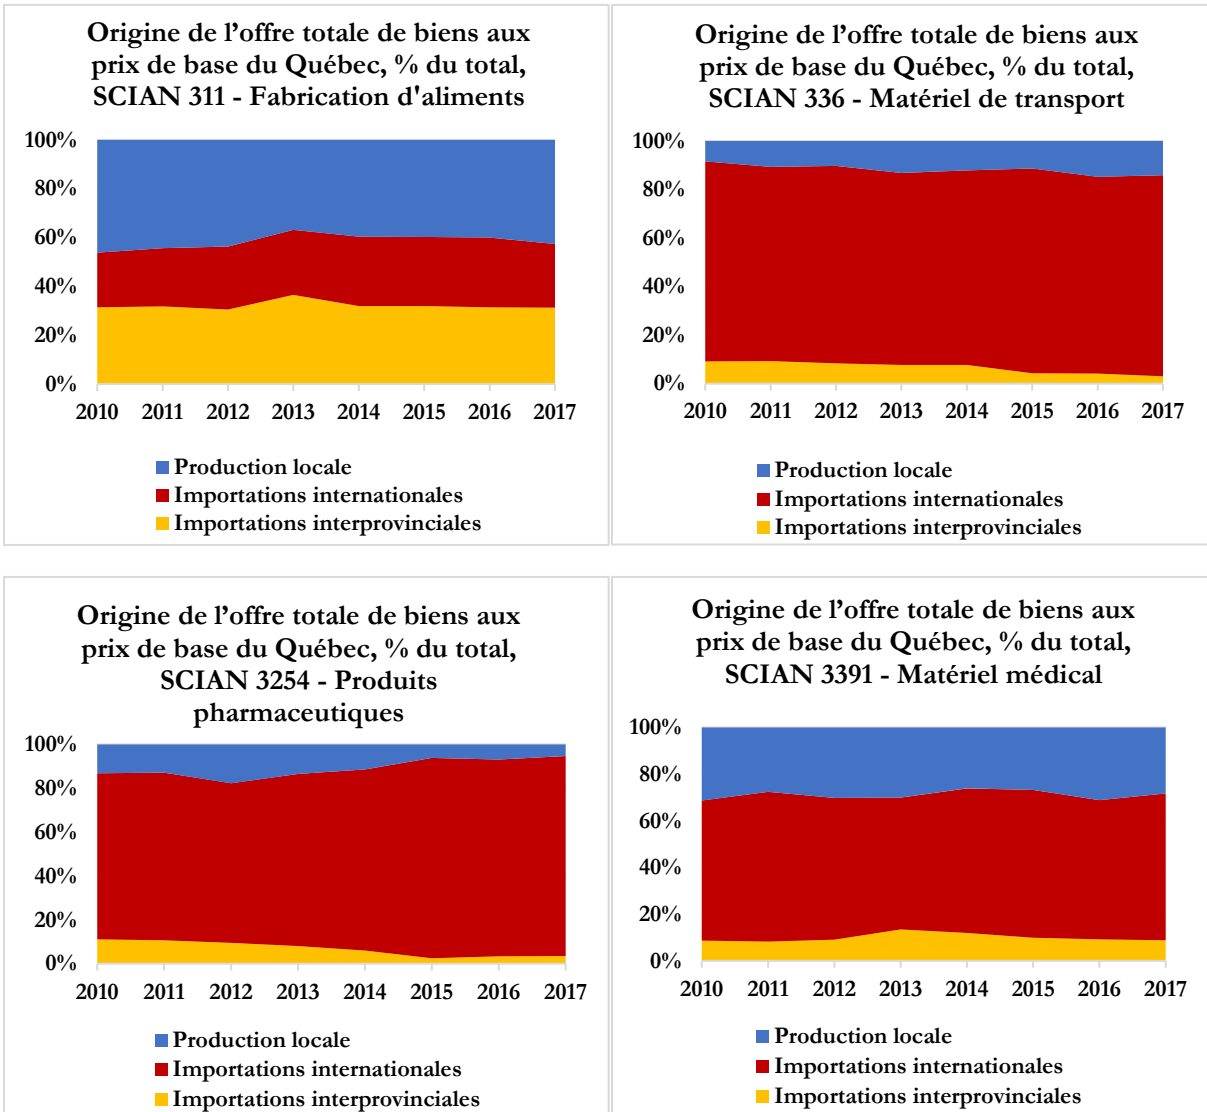 Origine de l’offre totale de biens aux
prix de base du Québec, % du total,
SCIAN 311 - Fabrication d'aliments
100%
80%
60%
40%
20%
0%
2010 2011 2012 2013 2014 2015 2016 2017
Production locale
Importations internationales
Importations interprovinciales
Origine de l’offre totale de biens aux
prix de base du Québec, % du total,
SCIAN 336 - Matériel de transport
100%
80%
60%
40%
20%
0%
2010 2011 2012 2013 2014 2015 2016 2017
Production locale
Importations internationales
Importations interprovinciales
Origine de l’offre totale de biens aux
prix de base du Québec, % du total,
SCIAN 3254 - Produits
pharmaceutiques
100%
80%
60%
40%
20%
0%
2010 2011 2012 2013 2014 2015 2016 2017
Production locale
Importations internationales
Importations interprovinciales
Origine de l’offre totale de biens aux
prix de base du Québec, % du total,
SCIAN 3391 - Matériel médical
100%
80%
60%
40%
20%
0%
2010 2011 2012 2013 2014 2015 2016 2017
Production locale
Importations internationales
Importations interprovinciales